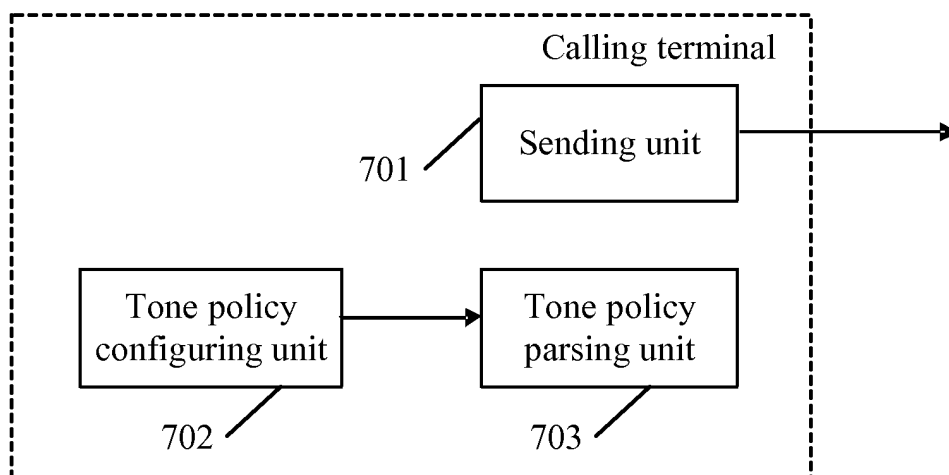 Calling terminal
Sending unit
701
Tone policy
configuring unit
Tone policy
parsing unit
702
703